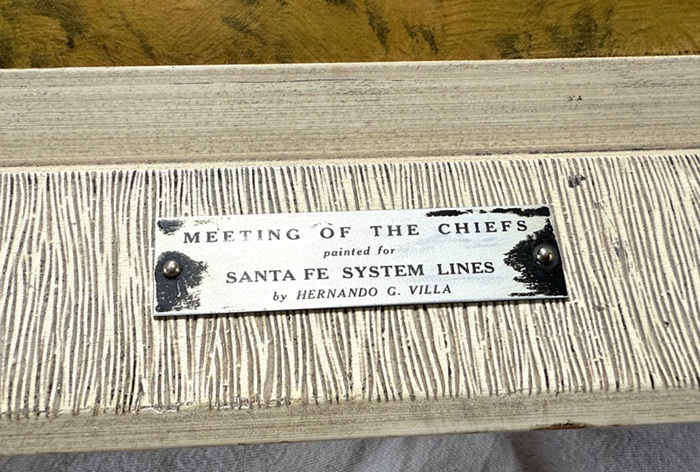 MEETING OF THE CHIEFS
painted for
SANTA FE SYSTEM LINES
by HERNANDO G. VILLA